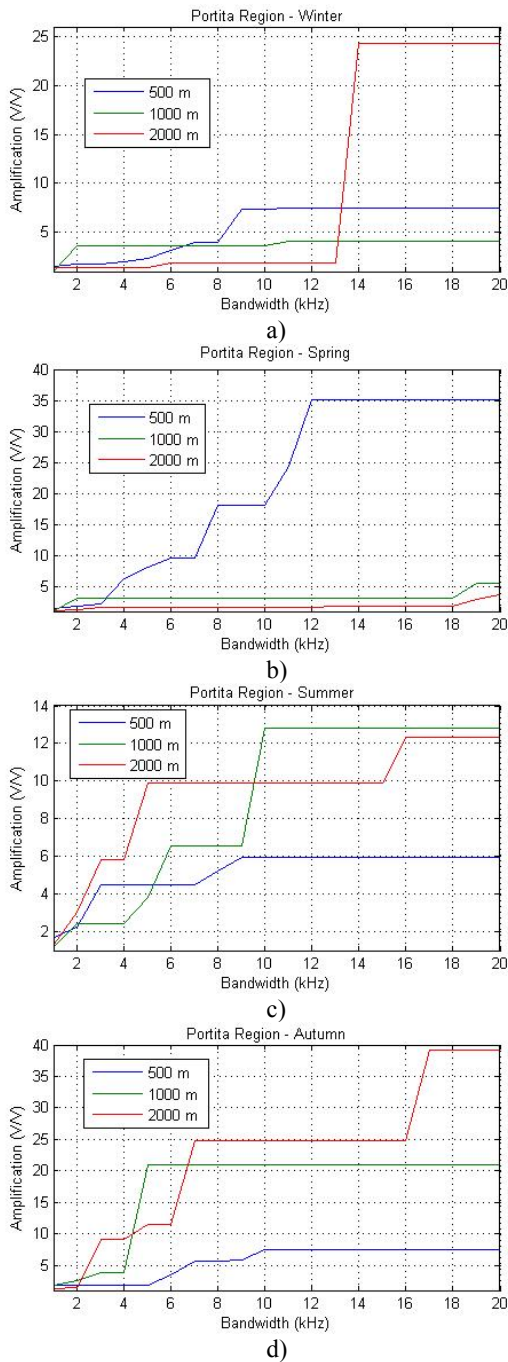 Portita Region - Winter
Amplification (V/V)
25
20
15
10
5
500 m
1000 m
2000 m
2 4 6 8 10 12 14 16 18 20
Bandwidth (kHz)
a)
Portita Region - Spring
Amplification (V/V)
40
35
30
25
20
15
10
5
500 m
1000 m
2000 m
2 4 6 8 10 12 14 16 18 20
Bandwidth (kHz)
b)
Portita Region - Summer
Amplification (V/V)
14
12
10
8
6
4
2
500 m
1000 m
2000 m
2 4 6 8 10 12 14 16 18 20
Bandwidth (kHz)
c)
Portita Region - Autumn
Amplification (V/V)
40
35
30
25
20
15
10
5
500 m
1000 m
2000 m
2 4 6 8 10 12 14 16 18 20
Bandwidth (kHz)
d)